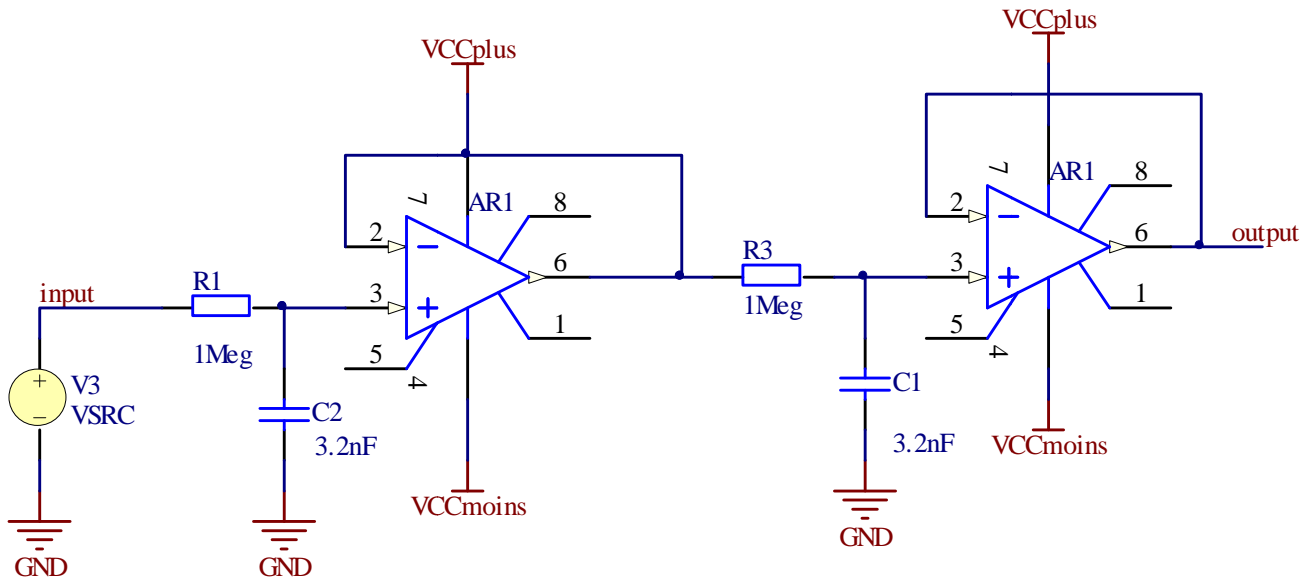 VCCplus
VCCplus
7
AR1
8
2
6
3
1
5
4
VCCmoins
input
R1
1Meg
V3
VSRC
C2
3.2nF
GND
GND
R3
1Meg
C1
3.2nF
GND
7
AR1
8
2
6
output
3
1
5
4
VCCmoins